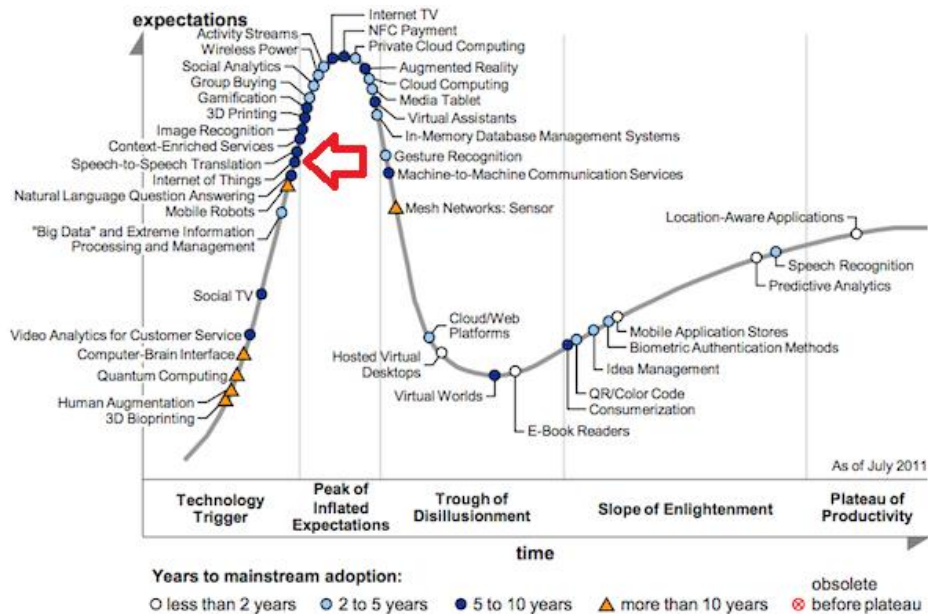 expectations
Internet TV
NFC Payment
Activity Streams
Wireless Power
Private Cloud Computing
Social Analytics
Augmented Reality
Group Buying
Cloud Computing
Gamification
Media Tablet
3D Printing
Virtual Assistants
Image Recognition
In-Memory Database Management Systems
Context-Enriched Services
Speech-to-Speech Translation
Gesture Recognition
Internet of Things
Machine-to-Machine Communication Services
Natural Language Question Answering
Mobile Robots
Mesh Networks: Sensor
"Big Data" and Extreme Information
Processing and Management
Location-Aware Applications
Speech Recognition
Predictive Analytics
Social TV
Video Analytics for Customer Service
Cloud/Web
Platforms
Mobile Application Stores
Computer-Brain Interface
Hosted Virtual
Desktops
Biometric Authentication Methods
Quantum Computing
Idea Management
Human Augmentation
Virtual Worlds
QR/Color Code
3D Bioprinting
Consumerization
E-Book Readers
As of July 2011
Technology
Trigger
Peak of
Inflated
Expectations
Trough of
Disillusionment
Slope of Enlightenment
Plateau of
Productivity
time
Years to mainstream adoption:
less than 2 years
2 to 5 years
5 to 10 years
more than 10 years
obsolete
before plateau